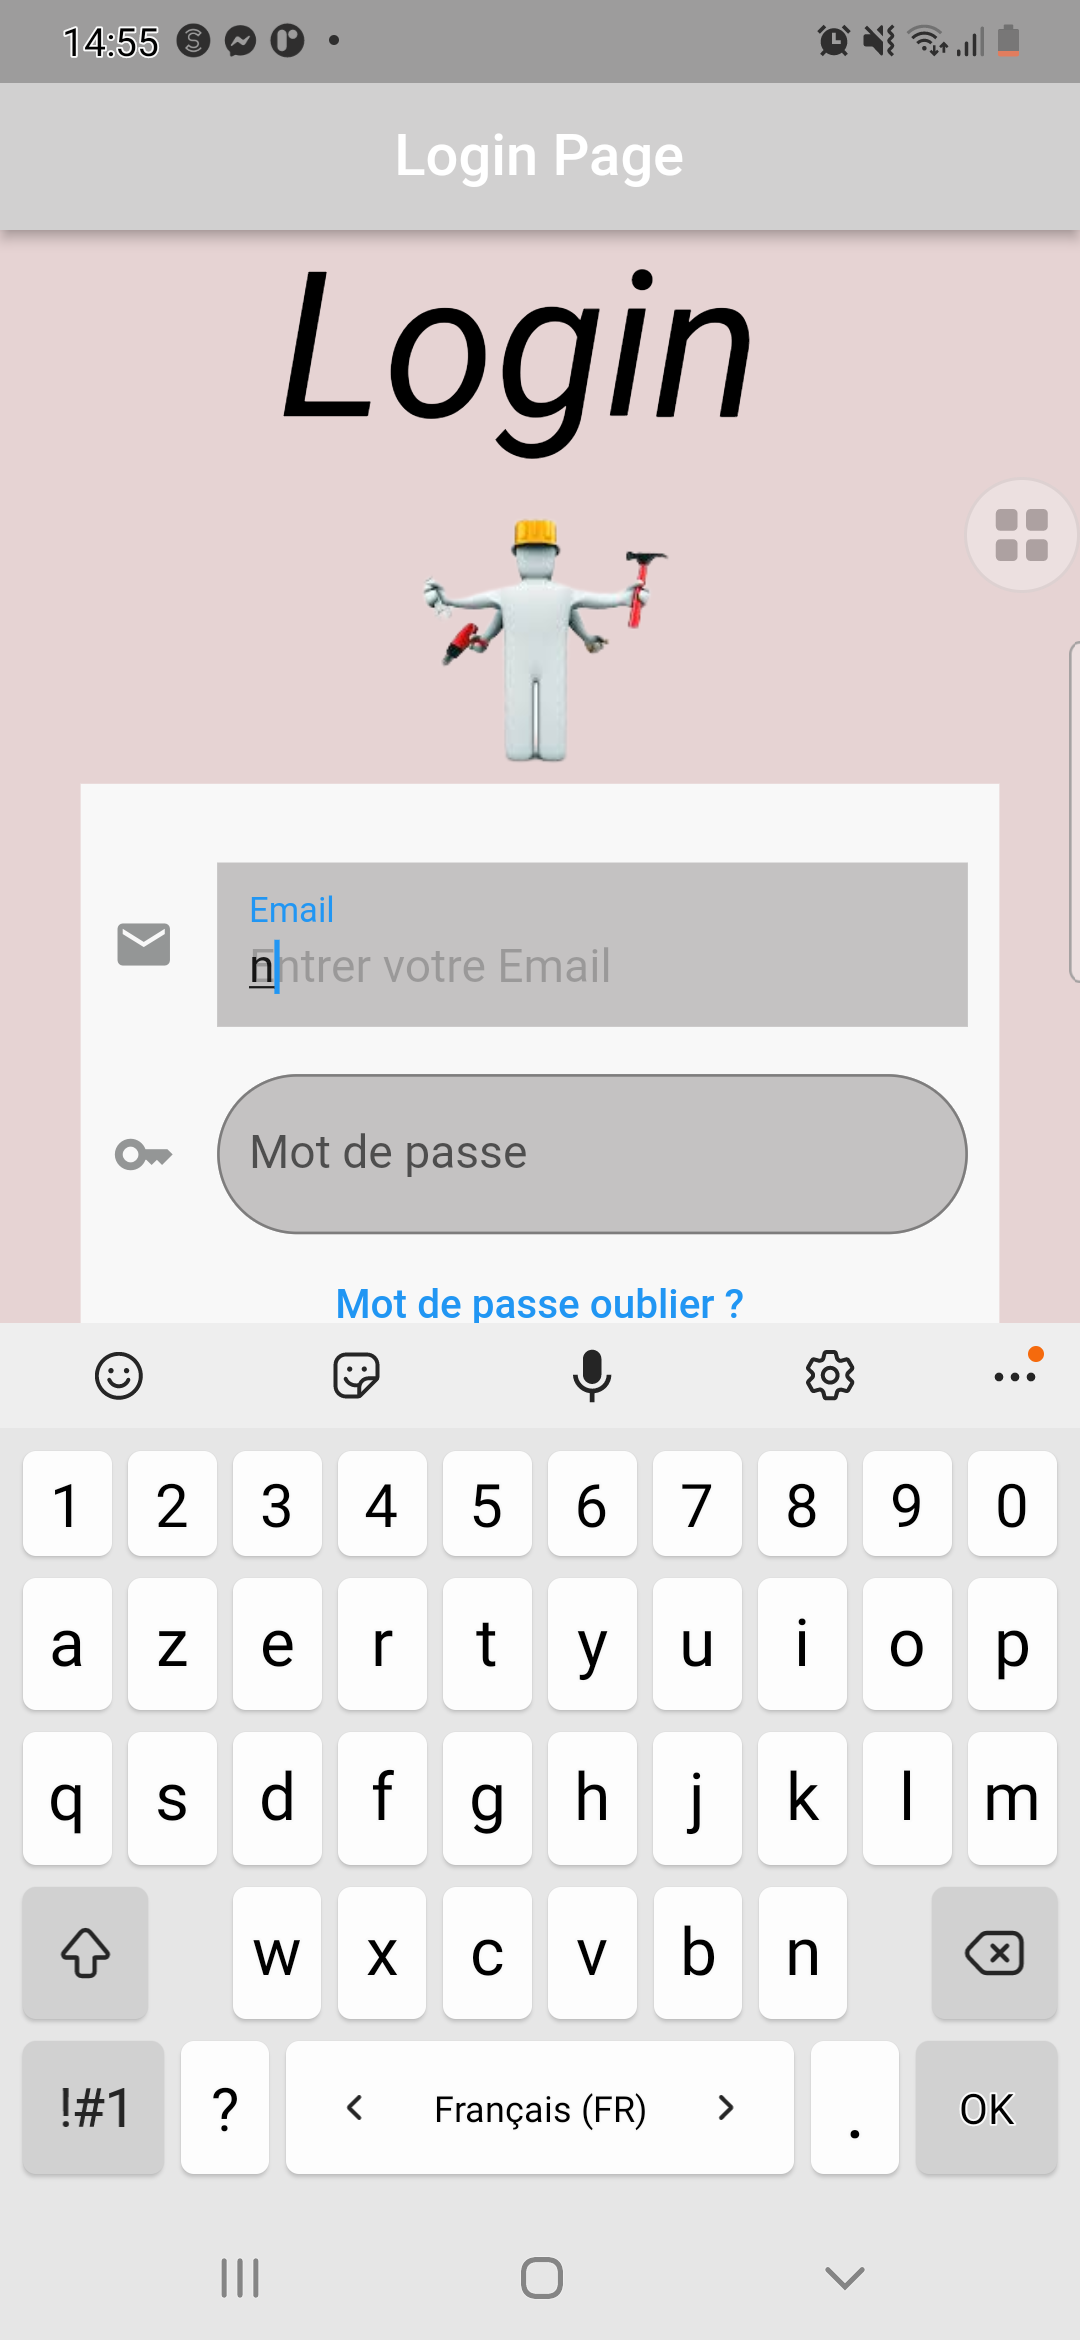 14:55
Login Page
Login
Email
nntrer votre Email
Mot de passe
Mot de passe oublier ?
1 2 3 4 5 6 7 8 9 0
a z e r t y u i o p
q s d f g h j k l m
w x c v b n
!#1 ? Français (FR) . OK